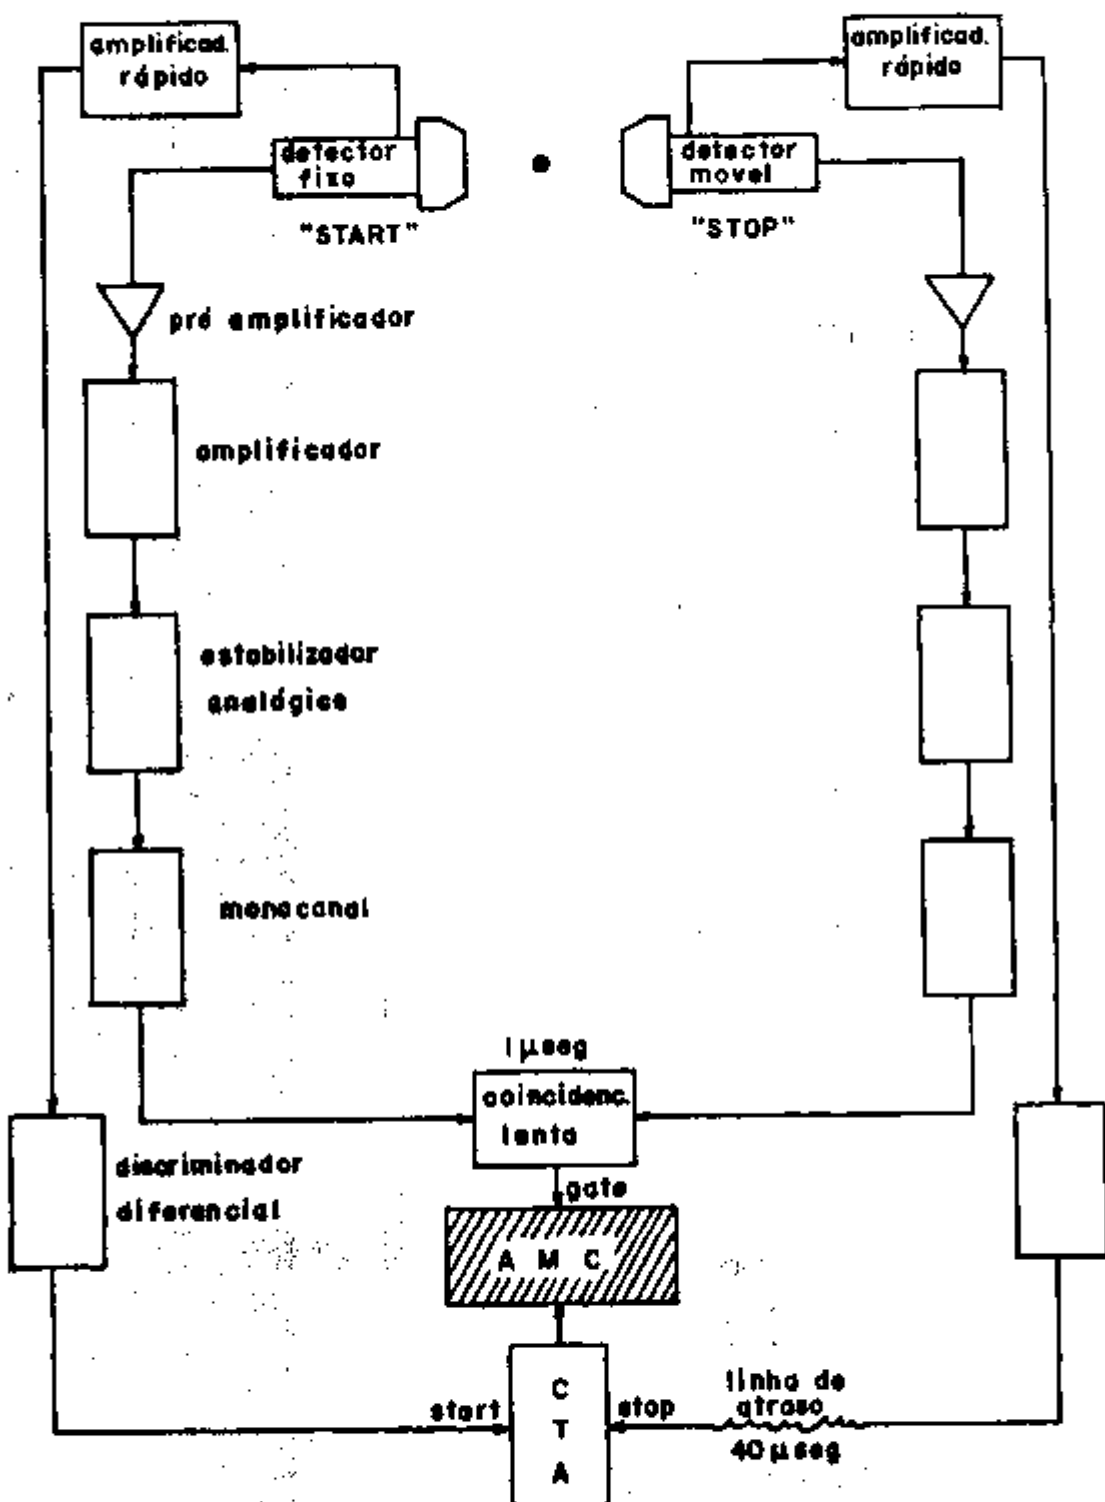 amplificad.
rápido
amplificad.
rápido
detector
fixo
detector
movel
"START"
"STOP"
pré amplificador
amplificador
estabilizador
analógico
monocanal
1 μseg
coincidenc.
lenta
discriminador
diferencial
gate
A M C
C
T
A
start
stop
linha de
atraso
40 μseg